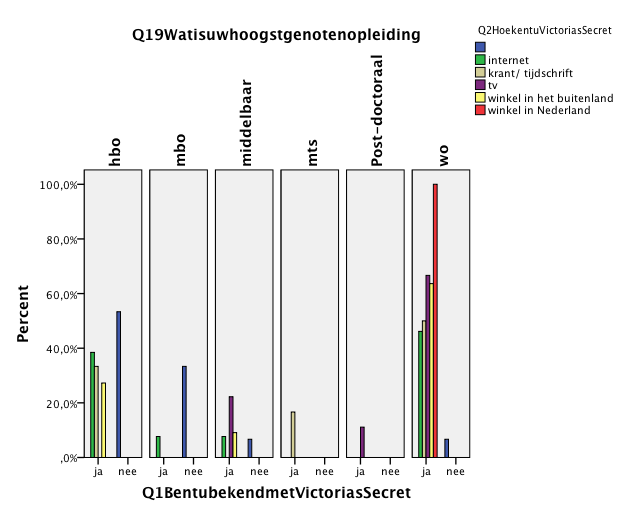 Q19Watisuwhoogstgenotenopleiding
Q2HoekentuVictoriasSecret
internet
krant/ tijdschrift
tv
winkel in het buitenland
winkel in Nederland
hbo
mbo
middelbaar
mts
Post-doctoraal
wo
Percent
100,0%
80,0%
60,0%
40,0%
20,0%
,0%
ja nee ja nee ja nee ja nee ja nee ja nee
Q1BentubekendmetVictoriasSecret